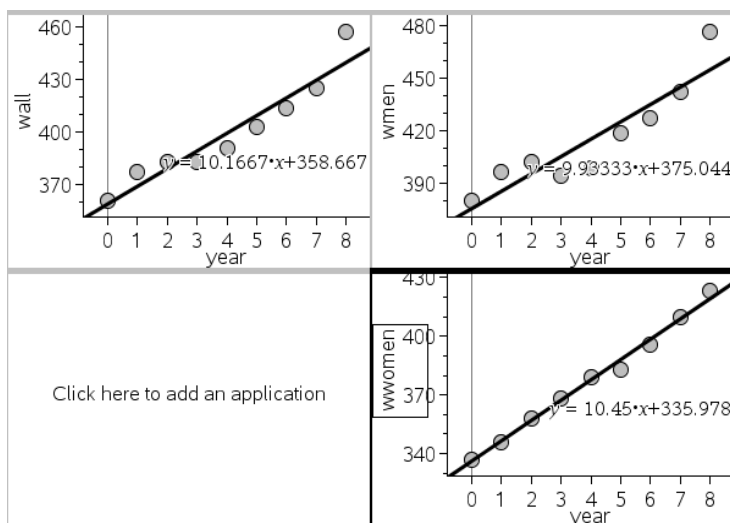 460
430
400
370
wall
y = 10.1667•x+358.667
0 1 2 3 4 5 6 7 8
year
480
450
420
390
wmen
y = 9.93333•x+375.044
0 1 2 3 4 5 6 7 8
year
Click here to add an application
430
400
370
340
wwomen
y = 10.45•x+335.978
0 1 2 3 4 5 6 7 8
year